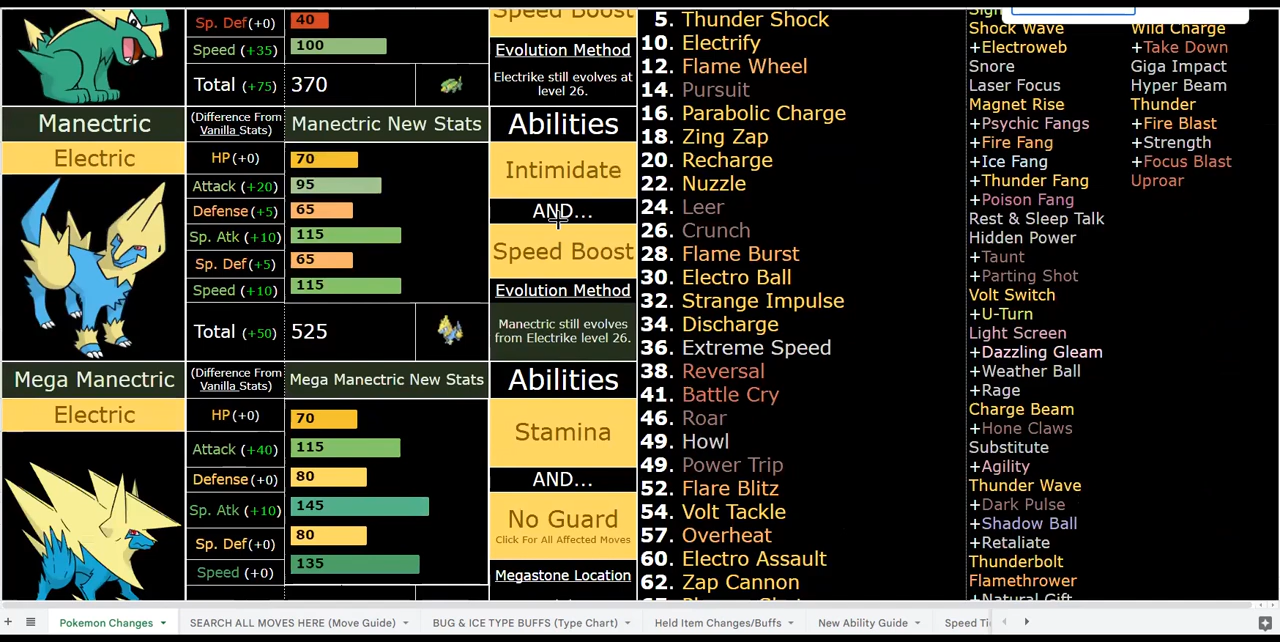 Sp. Def (+0) 40
Speed (+35) 100
Total (+75) 370
Speed Boost
Evolution Method
Electrike still evolves at
level 26.
Manectric
(Difference From
Vanilla Stats)
Manectric New Stats
Abilities
Electric
HP (+0) 70
Attack (+20) 95
Defense (+5) 65
Sp. Atk (+10) 115
Sp. Def (+5) 65
Speed (+10) 115
Total (+50) 525
Intimidate
AND...
Speed Boost
Evolution Method
Manectric still evolves
from Electrike level 26.
Mega Manectric
(Difference From
Vanilla Stats)
Mega Manectric New Stats
Abilities
Electric
HP (+0) 70
Attack (+40) 115
Defense (+0) 80
Sp. Atk (+10) 145
Sp. Def (+0) 80
Speed (+0) 135
Stamina
AND...
No Guard
Click For All Affected Moves
Megastone Location
5. Thunder Shock
10. Electrify
12. Flame Wheel
14. Pursuit
16. Parabolic Charge
18. Zing Zap
20. Recharge
22. Nuzzle
24. Leer
26. Crunch
28. Flame Burst
30. Electro Ball
32. Strange Impulse
34. Discharge
36. Extreme Speed
38. Reversal
41. Battle Cry
46. Roar
49. Howl
49. Power Trip
52. Flare Blitz
54. Volt Tackle
57. Overheat
60. Electro Assault
62. Zap Cannon
Shock Wave
+Electroweb
Snore
Laser Focus
Magnet Rise
+Psychic Fangs
+Fire Fang
+Ice Fang
+Thunder Fang
+Poison Fang
Rest & Sleep Talk
Hidden Power
+Taunt
+Parting Shot
Volt Switch
+U-Turn
Light Screen
+Dazzling Gleam
+Weather Ball
+Rage
Charge Beam
+Hone Claws
Substitute
+Agility
Thunder Wave
+Dark Pulse
+Shadow Ball
+Retaliate
Thunderbolt
Flamethrower
+Natural Gift
Wild Charge
+Take Down
Giga Impact
Hyper Beam
Thunder
+Fire Blast
+Strength
+Focus Blast
Uproar
Pokemon Changes
SEARCH ALL MOVES HERE (Move Guide)
BUG & ICE TYPE BUFFS (Type Chart)
Held Item Changes/Buffs
New Ability Guide
Speed Ti